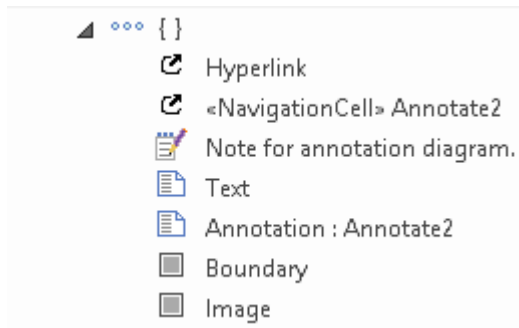 { }
Hyperlink
«NavigationCell» Annotate2
Note for annotation diagram.
Text
Annotation : Annotate2
Boundary
Image